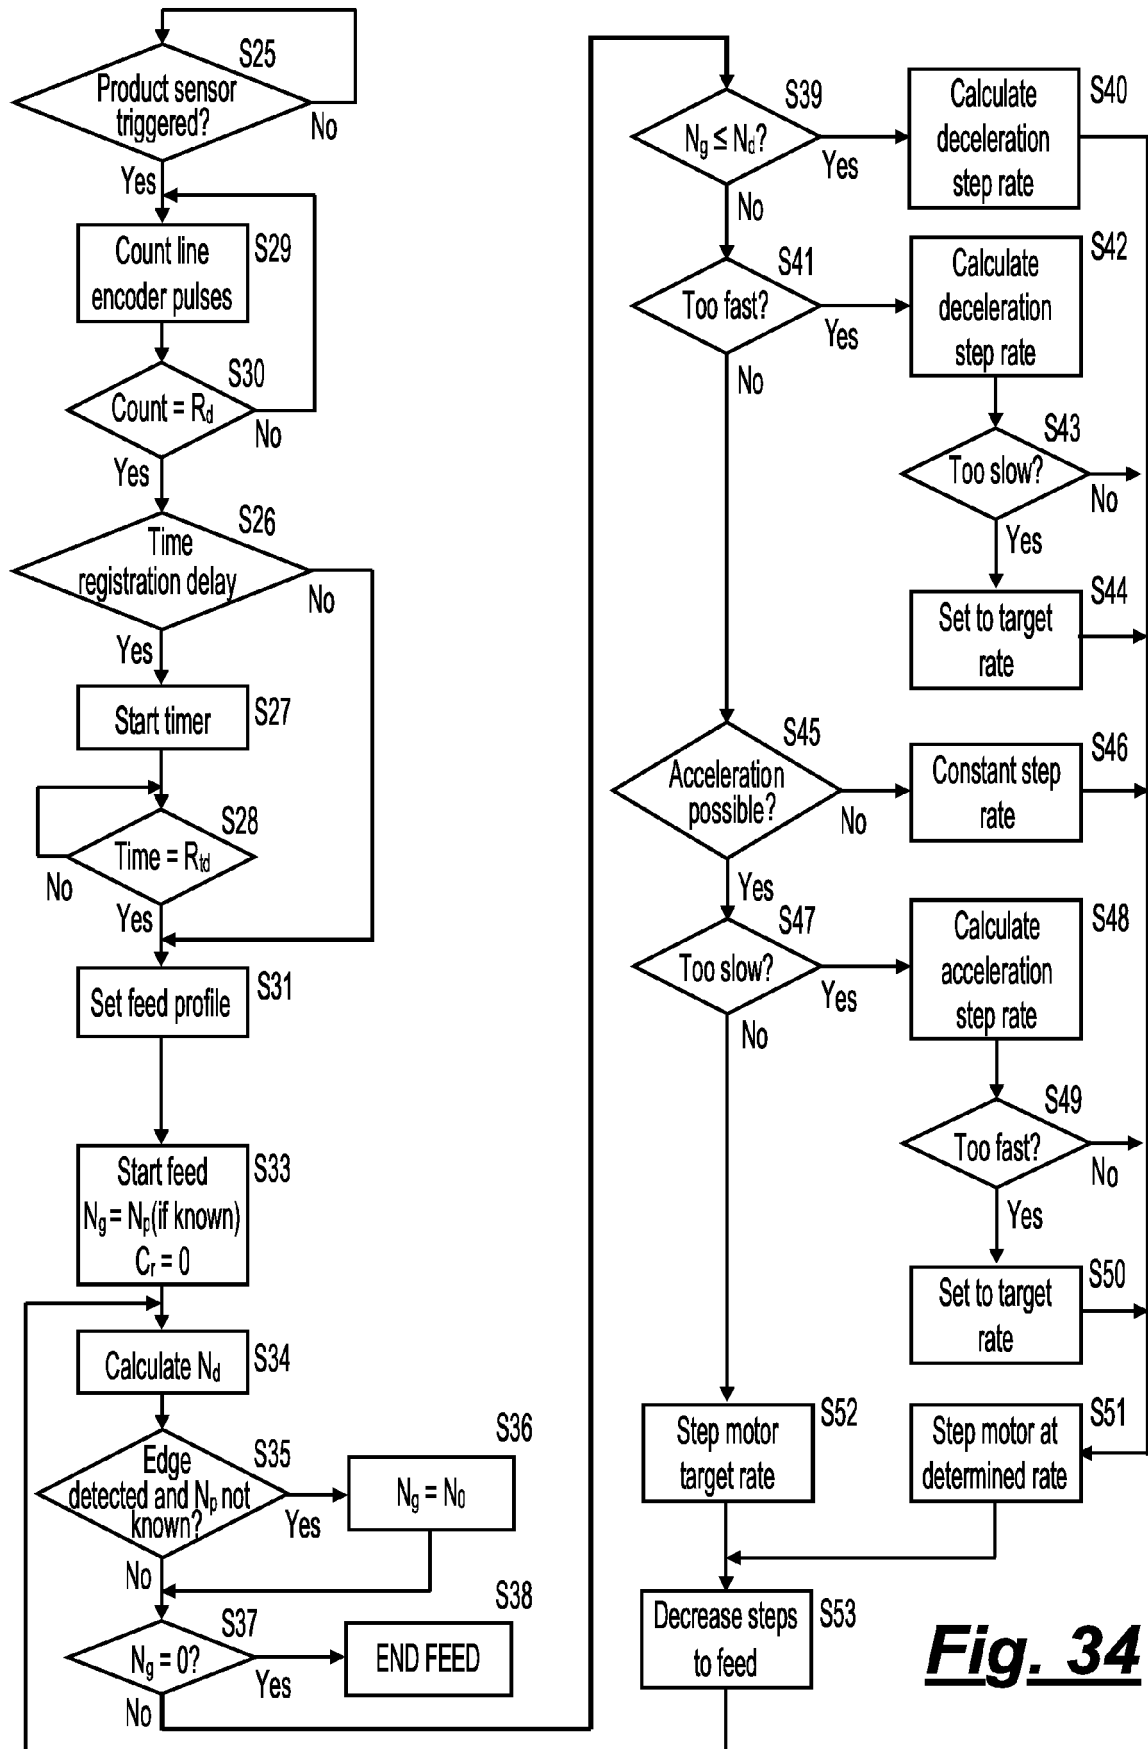 S25
Product sensor
triggered?
No
Yes
Count line
encoder pulses
S29
S30
Count = Rd
No
Yes
S26
Time
registration delay
No
Yes
Start timer
S27
S28
Time = Rtd
No
Yes
Set feed profile
S31
Start feed
Ng = Np(if known)
Cr = 0
S33
Calculate Nd
S34
S35
Edge
detected and Np not
known?
Yes
No
S36
Ng = N0
S37
Ng = 0?
Yes
No
S38
END FEED
S39
Ng ≤ Nd?
Yes
No
S40
Calculate
deceleration
step rate
S41
Too fast?
Yes
No
S42
Calculate
deceleration
step rate
S43
Too slow?
No
Yes
S44
Set to target
rate
S45
Acceleration
possible?
No
Yes
S46
Constant step
rate
S47
Too slow?
Yes
No
S48
Calculate
acceleration
step rate
S49
Too fast?
No
Yes
S50
Set to target
rate
S52
Step motor
target rate
S51
Step motor at
determined rate
S53
Decrease steps
to feed
Fig. 34